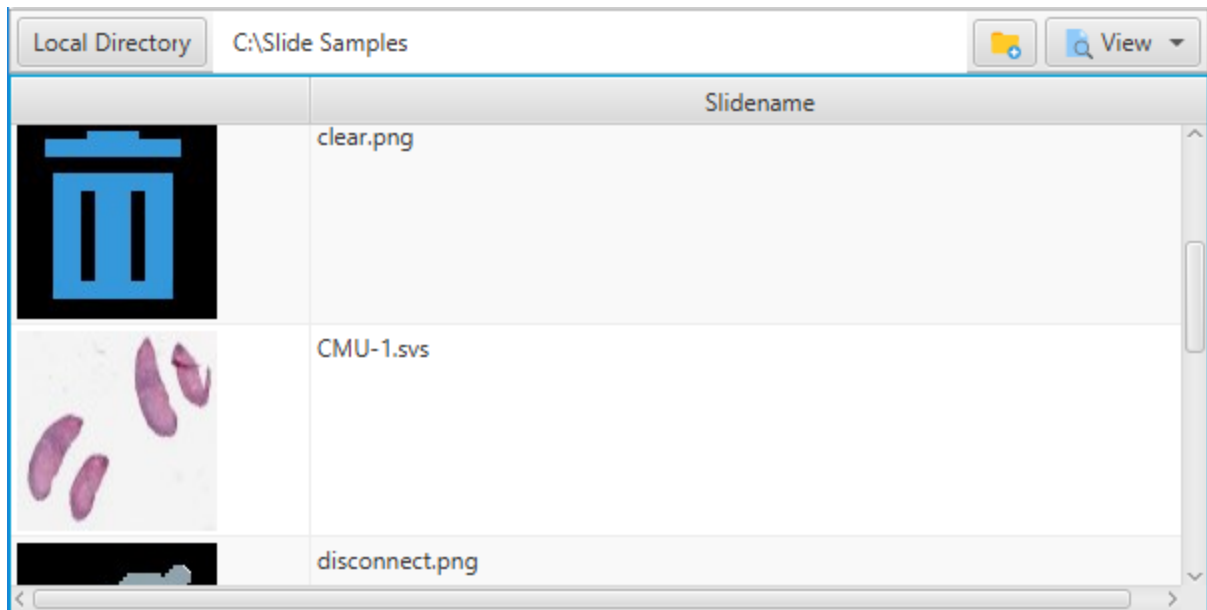 Local Directory C:\Slide Samples View
Slidename
clear.png
CMU-1.svs
disconnect.png